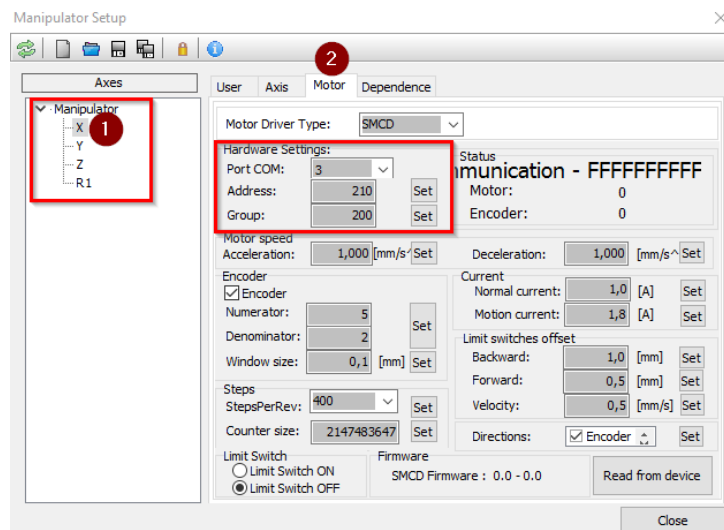 Manipulator Setup
2
Axes
User Axis Motor Dependence
Manipulator
X 1
Y
Z
R1
Motor Driver Type: SMCD
Hardware Settings:
Port COM: 3
Address: 210 Set
Group: 200 Set
Status
munication - FFFFFFFFFF
Motor: 0
Encoder: 0
Motor speed
Acceleration: 1,000 [mm/s^ Set
Deceleration: 1,000 [mm/s^ Set
Encoder
Encoder
Numerator: 5
Denominator: 2
Set
Window size: 0,1 [mm] Set
Current
Normal current: 1,0 [A] Set
Motion current: 1,8 [A] Set
Limit switches offset
Backward: 1,0 [mm] Set
Forward: 0,5 [mm] Set
Velocity: 0,5 [mm/s] Set
Steps
StepsPerRev: 400 Set
Counter size: 2147483647 Set
Directions: Encoder Set
Limit Switch
Limit Switch ON
Limit Switch OFF
Firmware
SMCD Firmware : 0.0 - 0.0
Read from device
Close